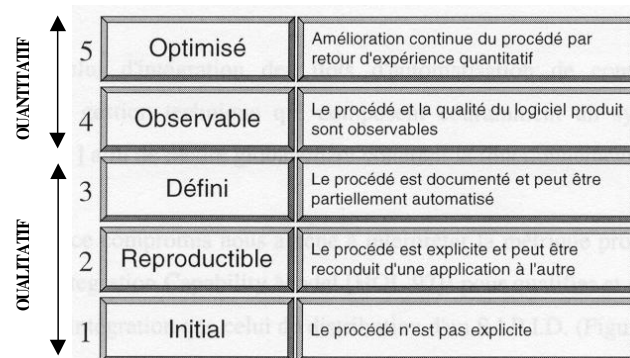 QUANTITATIF
5 Optimisé
Amélioration continue du procédé par
retour d'expérience quantitatif
4 Observable
Le procédé et la qualité du logiciel produit
sont observables
QUALITATIF
3 Défini
Le procédé est documenté et peut être
partiellement automatisé
2 Reproductible
Le procédé est explicite et peut être
reconduit d'une application à l'autre
1 Initial
Le procédé n'est pas explicite